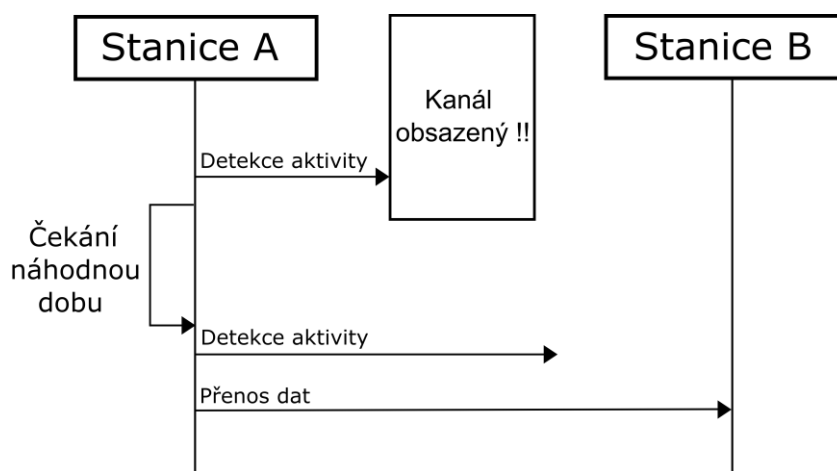 Stanice A
Stanice B
Kanál
obsazený !!
Detekce aktivity
Čekání
náhodnou
dobu
Detekce aktivity
Přenos dat